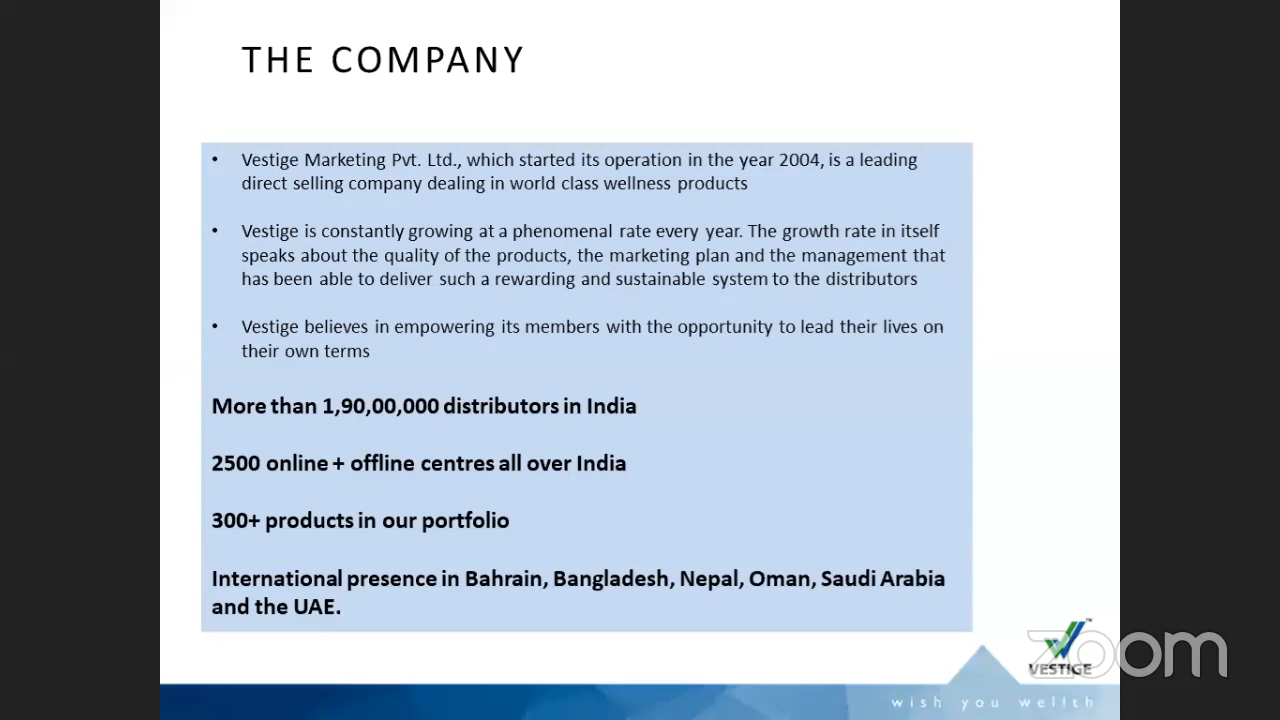 THE COMPANY
• Vestige Marketing Pvt. Ltd., which started its operation in the year 2004, is a leading
direct selling company dealing in world class wellness products
• Vestige is constantly growing at a phenomenal rate every year. The growth rate in itself
speaks about the quality of the products, the marketing plan and the management that
has been able to deliver such a rewarding and sustainable system to the distributors
• Vestige believes in empowering its members with the opportunity to lead their lives on
their own terms
More than 1,90,00,000 distributors in India
2500 online + offline centres all over India
300+ products in our portfolio
International presence in Bahrain, Bangladesh, Nepal, Oman, Saudi Arabia
and the UAE.
TM
zoom
VESTIGE
wish you wellth